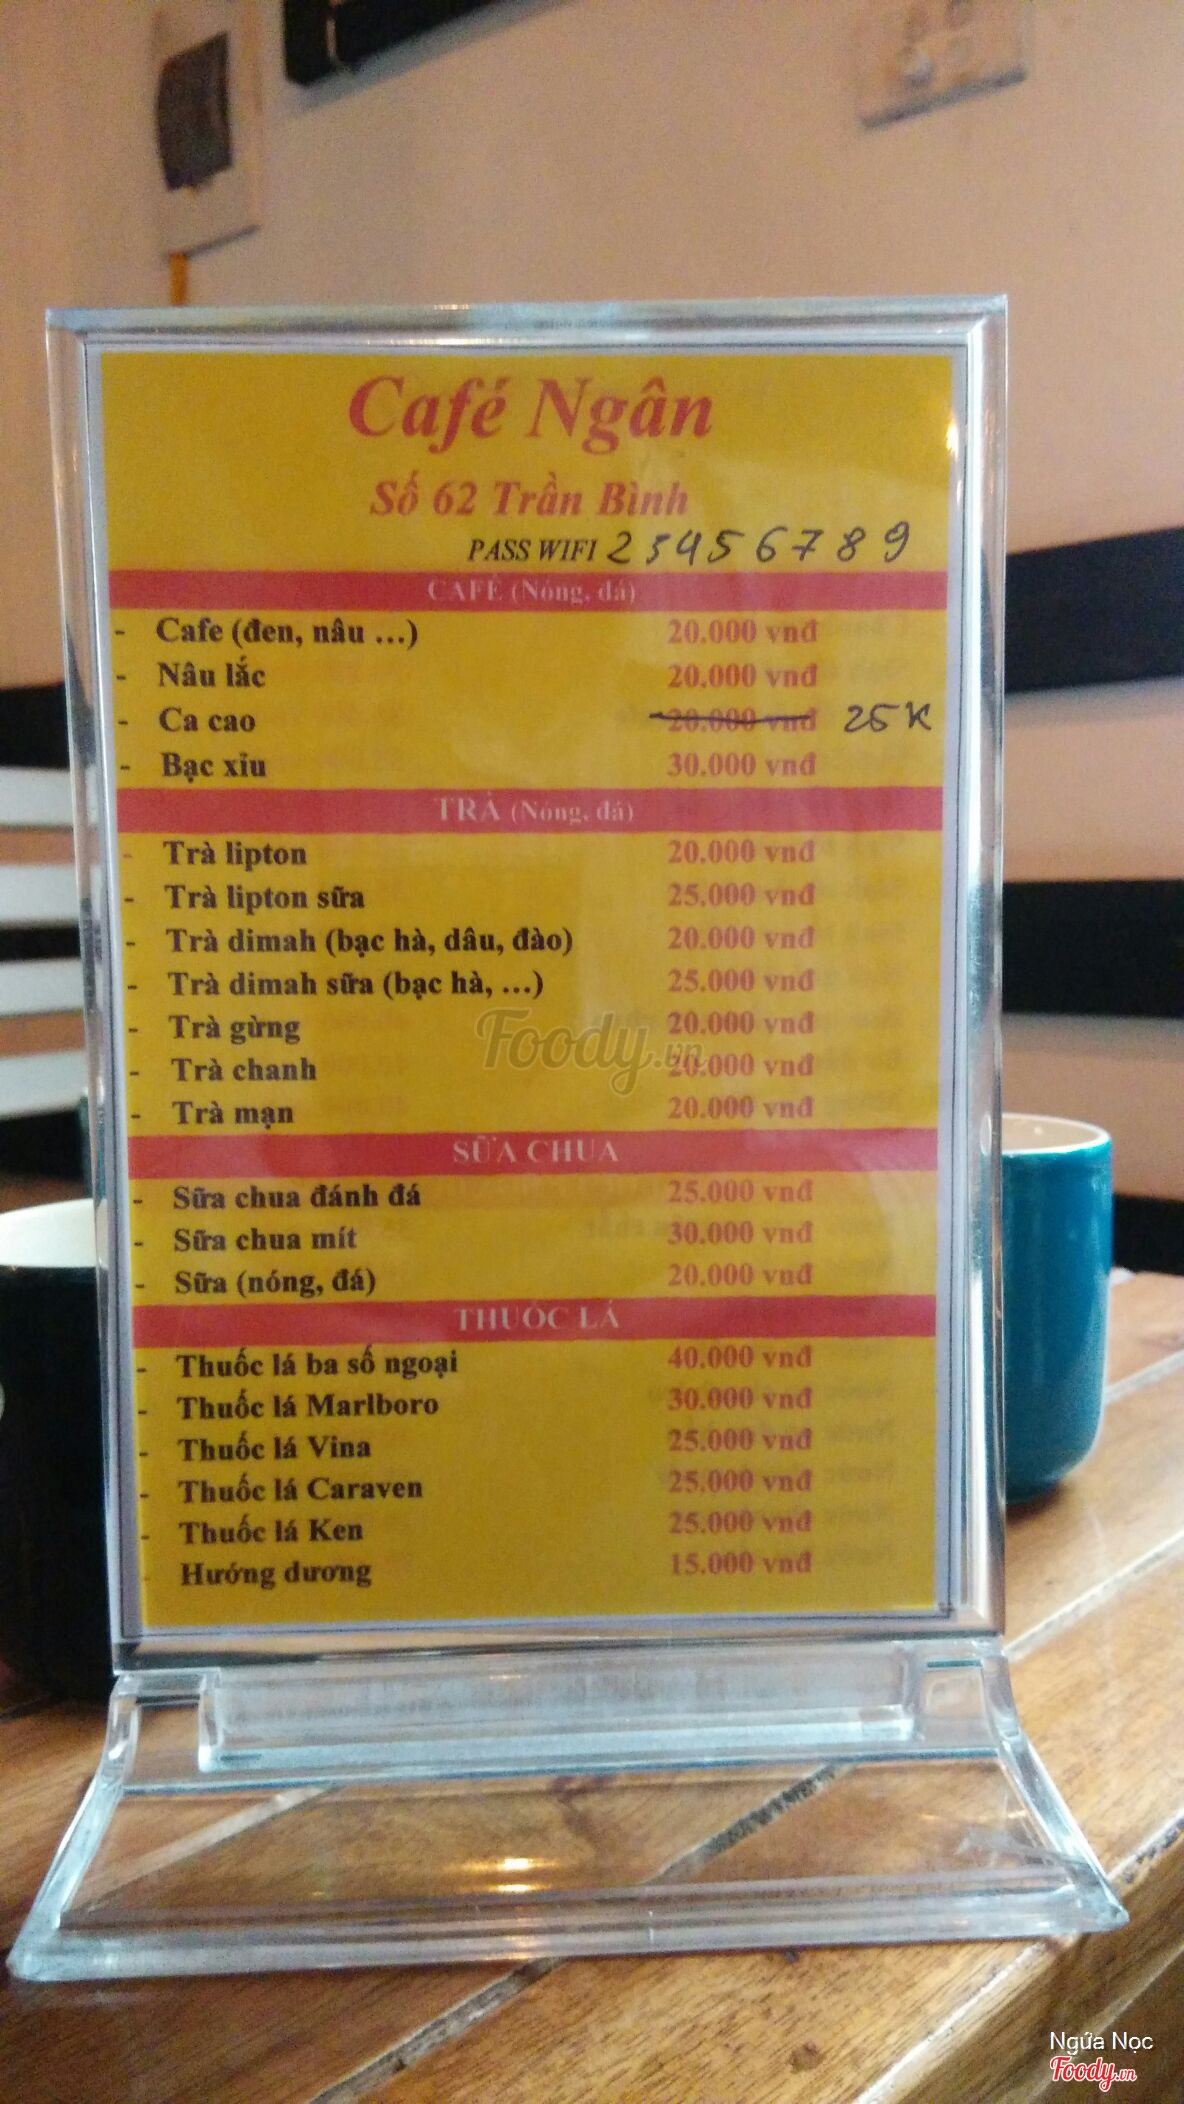 Café Ngân
Số 62 Trần Bình
PASS WIFI 23456789
CAFÉ (Nóng, đá)
- Cafe (đen, nâu ...) 20.000 vnđ
- Nâu lắc 20.000 vnđ
- Ca cao 20.000 vnđ 25K
- Bạc xỉu 30.000 vnđ
TRÀ (Nóng, đá)
- Trà lipton 20.000 vnđ
- Trà lipton sữa 25.000 vnđ
- Trà dimah (bạc hà, dâu, đào) 20.000 vnđ
- Trà dimah sữa (bạc hà, ...) 25.000 vnđ
- Trà gừng 20.000 vnđ
- Trà chanh 20.000 vnđ
- Trà mạn 20.000 vnđ
SỮA CHUA
- Sữa chua đánh đá 25.000 vnđ
- Sữa chua mít 30.000 vnđ
- Sữa (nóng, đá) 20.000 vnđ
THUỐC LÁ
- Thuốc lá ba số ngoại 40.000 vnđ
- Thuốc lá Marlboro 30.000 vnđ
- Thuốc lá Vina 25.000 vnđ
- Thuốc lá Caraven 25.000 vnđ
- Thuốc lá Ken 25.000 vnđ
- Hướng dương 15.000 vnđ
Foody.vn
Ngứa Nọc
Foody.vn